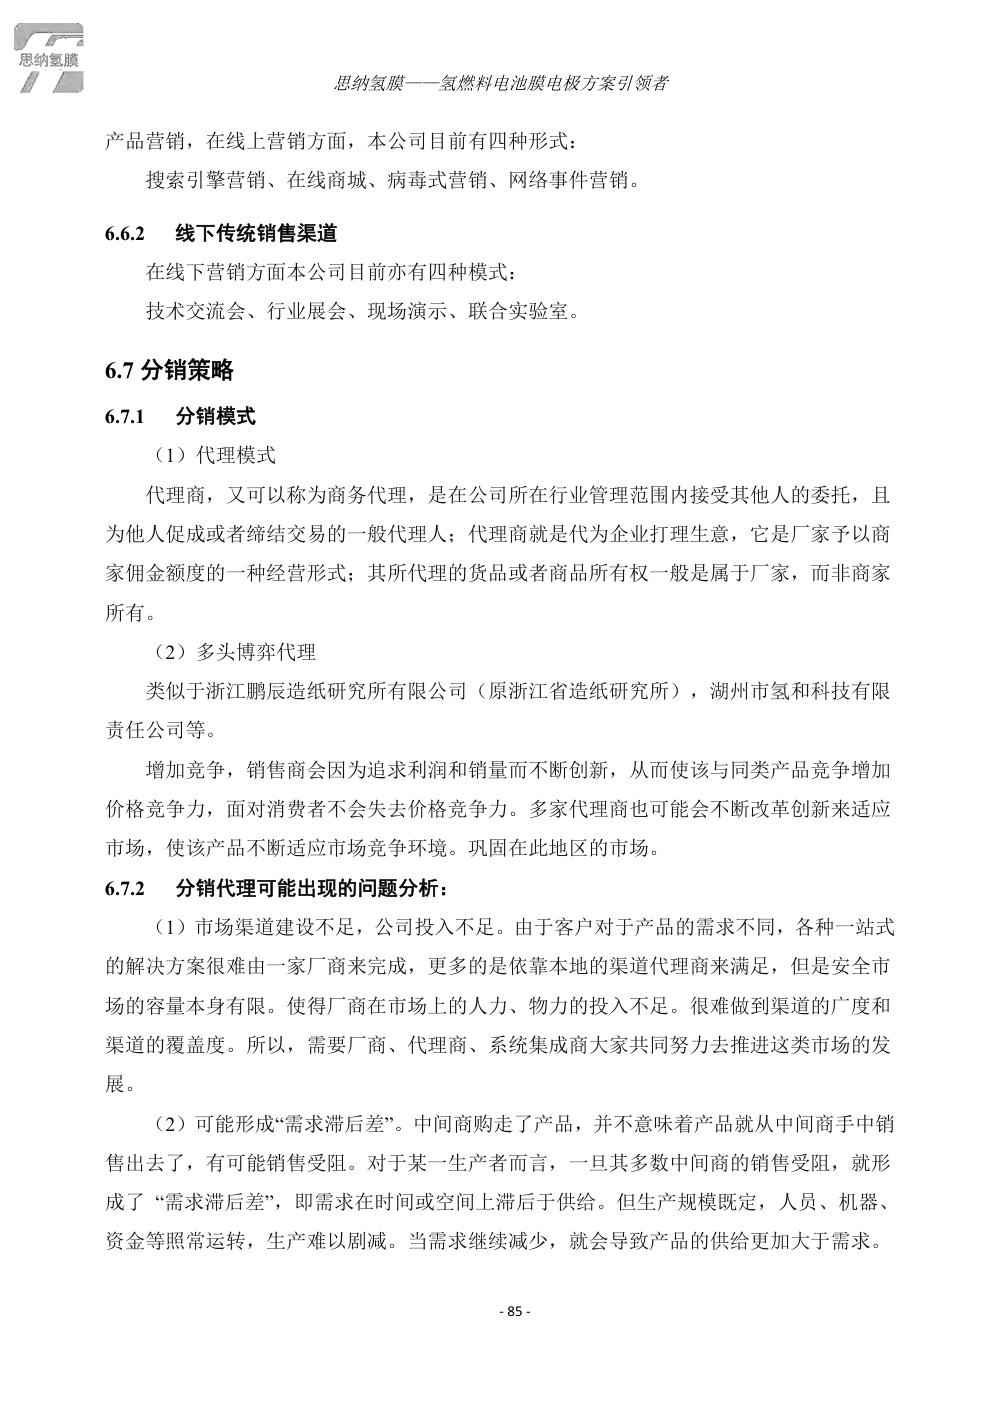 思纳氢膜
思纳氢膜——氢燃料电池膜电极方案引领者
产品营销，在线上营销方面，本公司目前有四种形式：
搜索引擎营销、在线商城、病毒式营销、网络事件营销。
6.6.2 线下传统销售渠道
在线下营销方面本公司目前亦有四种模式：
技术交流会、行业展会、现场演示、联合实验室。
6.7 分销策略
6.7.1 分销模式
（1）代理模式
代理商，又可以称为商务代理，是在公司所在行业管理范围内接受其他人的委托，且
为他人促成或者缔结交易的一般代理人；代理商就是代为企业打理生意，它是厂家予以商
家佣金额度的一种经营形式；其所代理的货品或者商品所有权一般是属于厂家，而非商家
所有。
（2）多头博弈代理
类似于浙江鹏辰造纸研究所有限公司（原浙江省造纸研究所），湖州市氢和科技有限
责任公司等。
增加竞争，销售商会因为追求利润和销量而不断创新，从而使该与同类产品竞争增加
价格竞争力，面对消费者不会失去价格竞争力。多家代理商也可能会不断改革创新来适应
市场，使该产品不断适应市场竞争环境。巩固在此地区的市场。
6.7.2 分销代理可能出现的问题分析：
（1）市场渠道建设不足，公司投入不足。由于客户对于产品的需求不同，各种一站式
的解决方案很难由一家厂商来完成，更多的是依靠本地的渠道代理商来满足，但是安全市
场的容量本身有限。使得厂商在市场上的人力、物力的投入不足。很难做到渠道的广度和
渠道的覆盖度。所以，需要厂商、代理商、系统集成商大家共同努力去推进这类市场的发
展。
（2）可能形成“需求滞后差”。中间商购走了产品，并不意味着产品就从中间商手中销
售出去了，有可能销售受阻。对于某一生产者而言，一旦其多数中间商的销售受阻，就形
成了 “需求滞后差”，即需求在时间或空间上滞后于供给。但生产规模既定，人员、机器、
资金等照常运转，生产难以剧减。当需求继续减少，就会导致产品的供给更加大于需求。
- 85 -